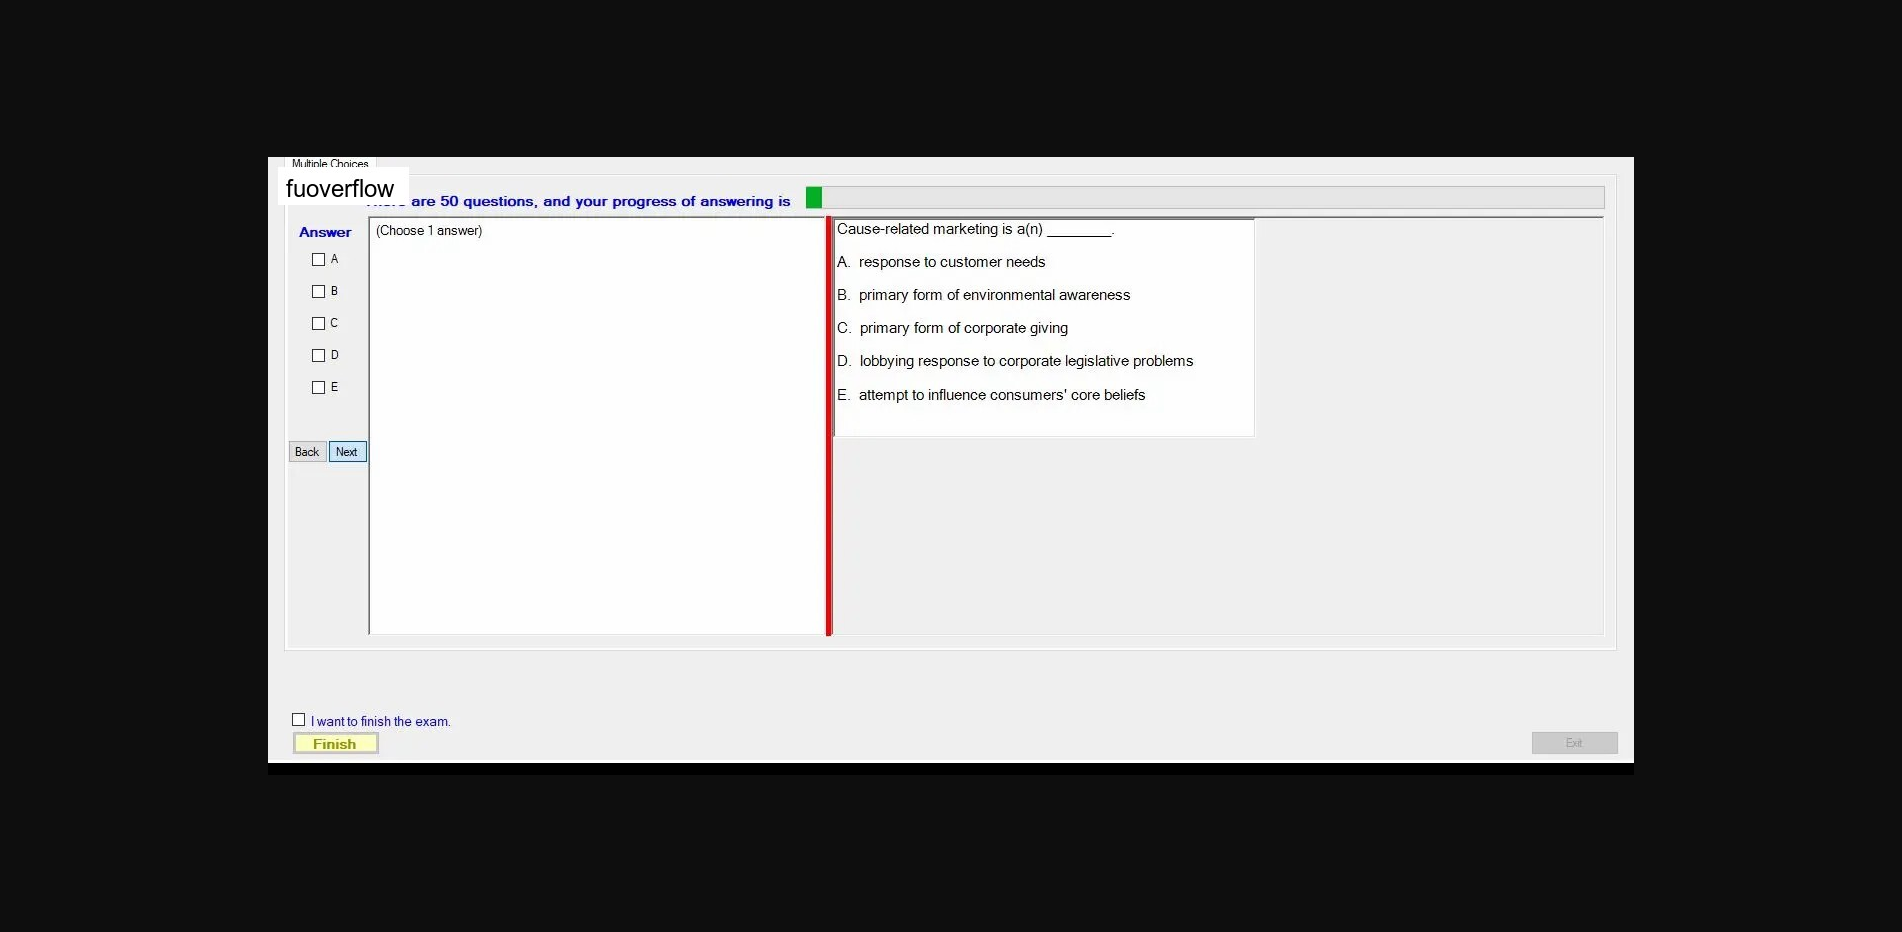 Multiple Choices
fuoverflow
are 50 questions, and your progress of answering is
Answer
(Choose 1 answer)
A
B
C
D
E
Back Next
Cause-related marketing is a(n) ________.
A. response to customer needs
B. primary form of environmental awareness
C. primary form of corporate giving
D. lobbying response to corporate legislative problems
E. attempt to influence consumers' core beliefs
I want to finish the exam.
Finish
Exit